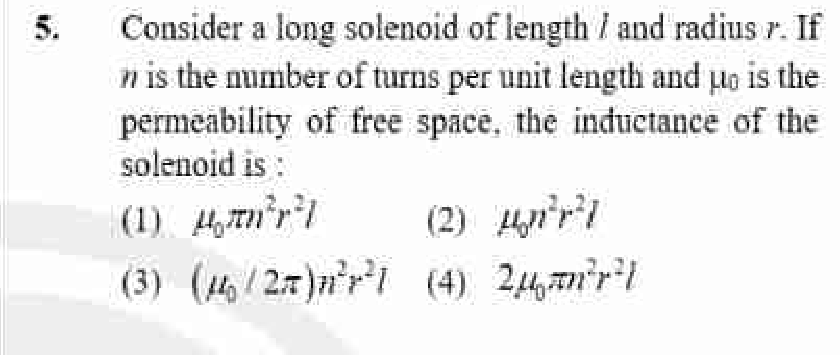 5. Consider a long solenoid of length l and radius r. If
n is the number of turns per unit length and μ₀ is the
permeability of free space, the inductance of the
solenoid is :
(1) μ₀πn²r²l (2) μ₀n²r²l
(3) (μ₀ / 2π)n²r²l (4) 2μ₀πn²r²l